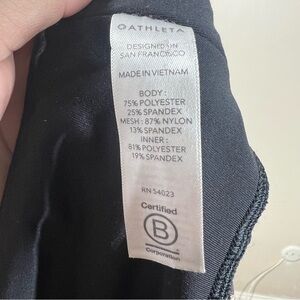 ATHLETA
DESIGNED IN
SAN FRANCISCO
MADE IN VIETNAM
BODY:
75% POLYESTER
25% SPANDEX
MESH: 87% NYLON
13% SPANDEX
INNER:
81% POLYESTER
19% SPANDEX
RN 54023
Certified
B
Corporation